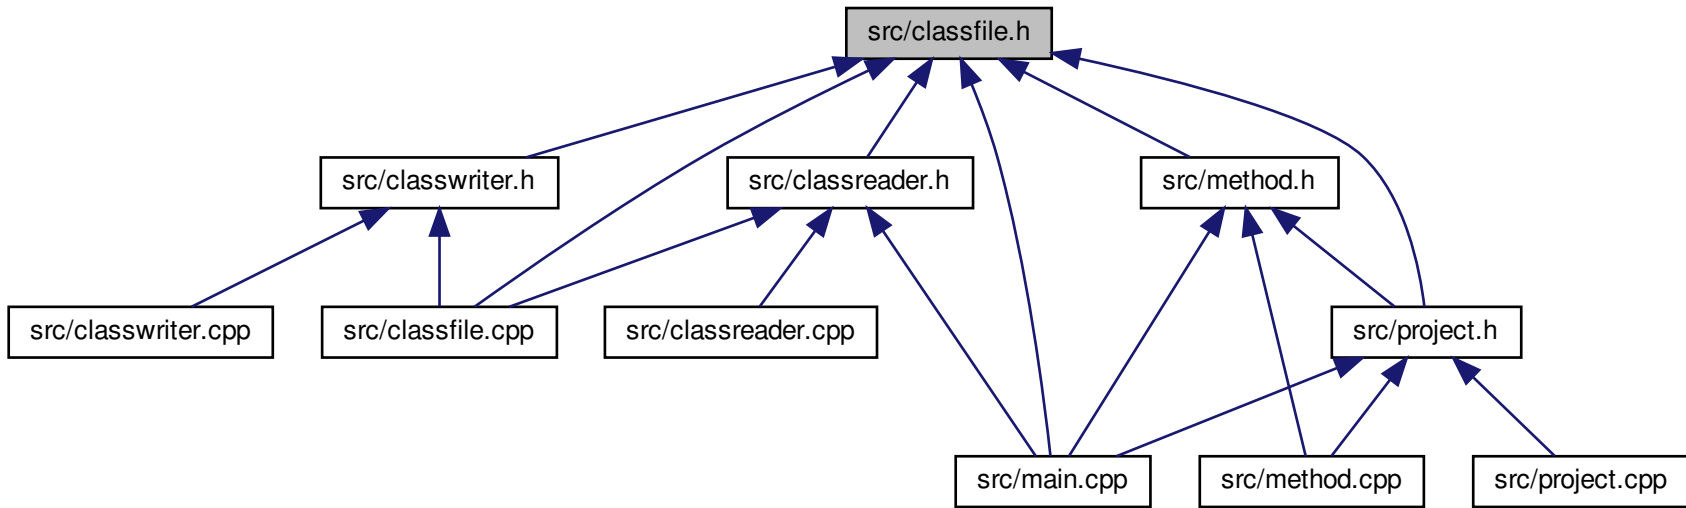 src/classfile.h
src/classwriter.h
src/classreader.h
src/method.h
src/classwriter.cpp
src/classfile.cpp
src/classreader.cpp
src/project.h
src/main.cpp
src/method.cpp
src/project.cpp